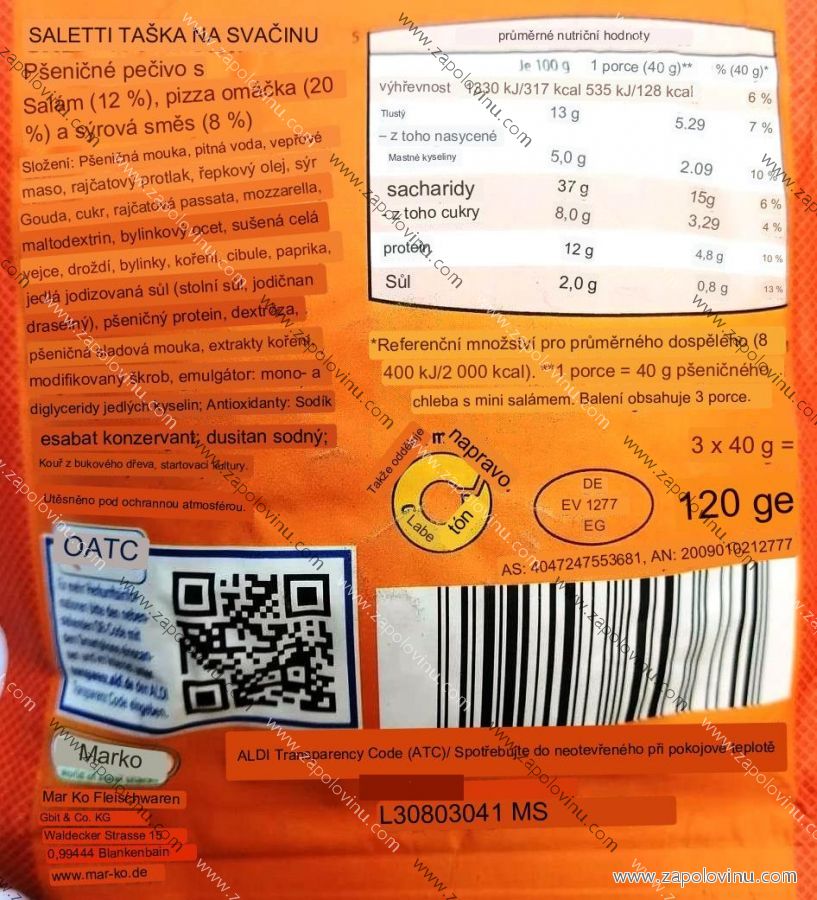 SALETTI TAŠKA NA SVAČINU
Pšeničné pečivo s
Salám (12 %), pizza omáčka (20
%) a sýrová směs (8 %)
Složení: Pšeničná mouka, pitná voda, vepřové
maso, rajčatový protlak, řepkový olej, sýr
Gouda, cukr, rajčatová passata, mozzarella,
maltodextrin, bylinkový ocet, sušená celá
vejce, droždí, bylinky, koření, cibule, paprika,
jedlá jodizovaná sůl (stolní sůl, jodičnan
draselný), pšeničný protein, dextróza,
pšeničná sladová mouka, extrakty koření,
modifikovaný škrob, emulgátor: mono- a
diglyceridy jedlých kyselin; Antioxidanty: Sodík
esabat konzervant; dusitan sodný;
Kouř z bukového dřeva, startovací kultury.
Utěsněno pod ochrannou atmosférou.
5
průměrné nutriční hodnoty
Je 100 g 1 porce (40 g)** % (40 g)*
výhřevnost 1330 kJ/317 kcal 535 kJ/128 kcal 6 %
Tlustý 13 g 5.29 7 %
– z toho nasycené
Mastné kyseliny 5,0 g 2.09 10 %
sacharidy 37 g 15g 6 %
- z toho cukry 8,0 g 3,29 4 %
protein 12 g 4,8 g 10 %
Sůl 2,0 g 0,8 g 13 %
*Referenční množství pro průměrného dospělého (8
400 kJ/2 000 kcal). **1 porce = 40 g pšeničného
chleba s mini salámem. Balení obsahuje 3 porce.
Takže odděluje
m napravo.
Labe
tón
DE
EV 1277
EG
3 x 40 g =
120 ge
AS: 4047247553681, AN: 2009010212777
OATC
ALDI Transparency Code (ATC)/ Spotřebujte do neotevřeného při pokojové teplotě
L30803041 MS
Marko
Mar Ko Fleischwaren
Gbit & Co. KG
Waldecker Strasse 15
0,99444 Blankenbain
www.mar-ko.de
www.zapolovinu.com